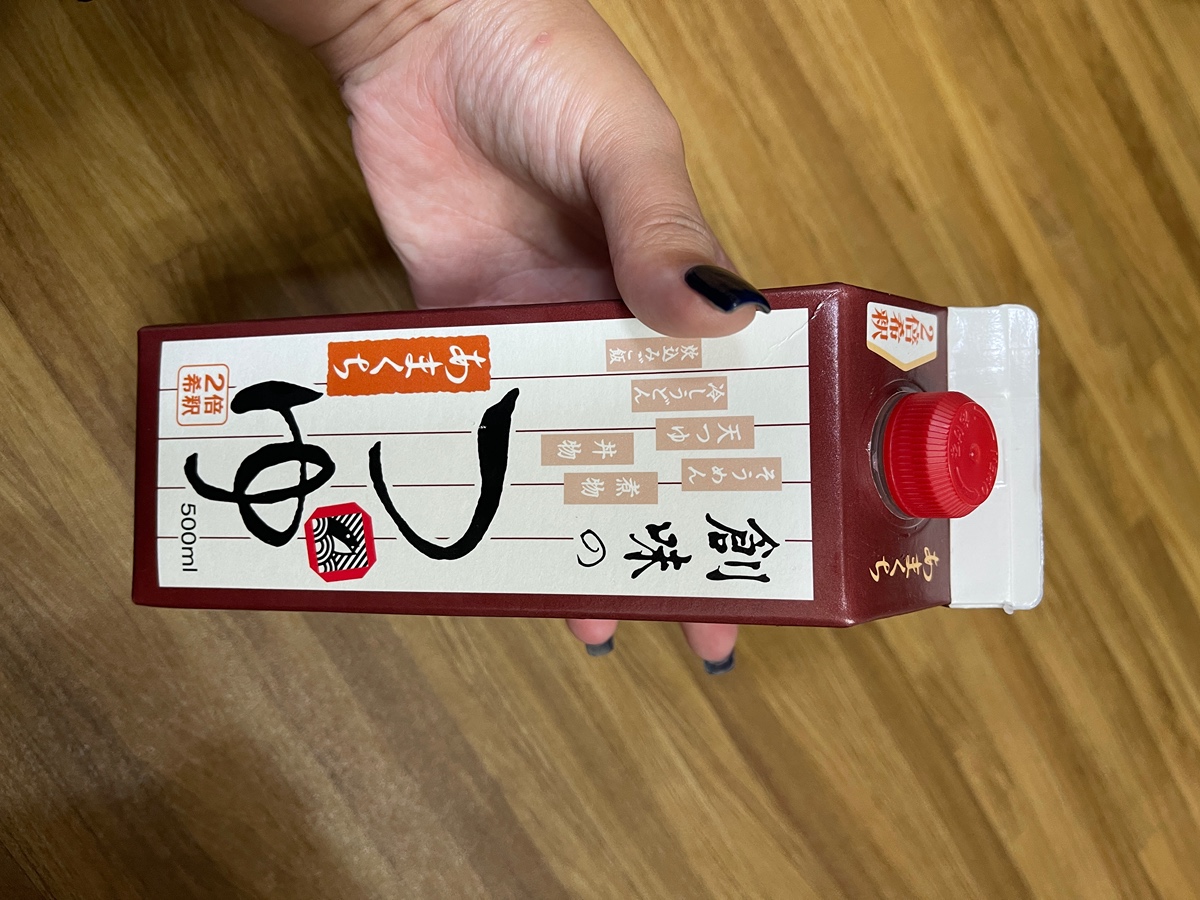 2倍希釈
あまくち
創味の
つゆ
そうめん
天つゆ
冷しうどん
炊込みご飯
煮物
丼物
あまくち
2倍
希釈
500ml